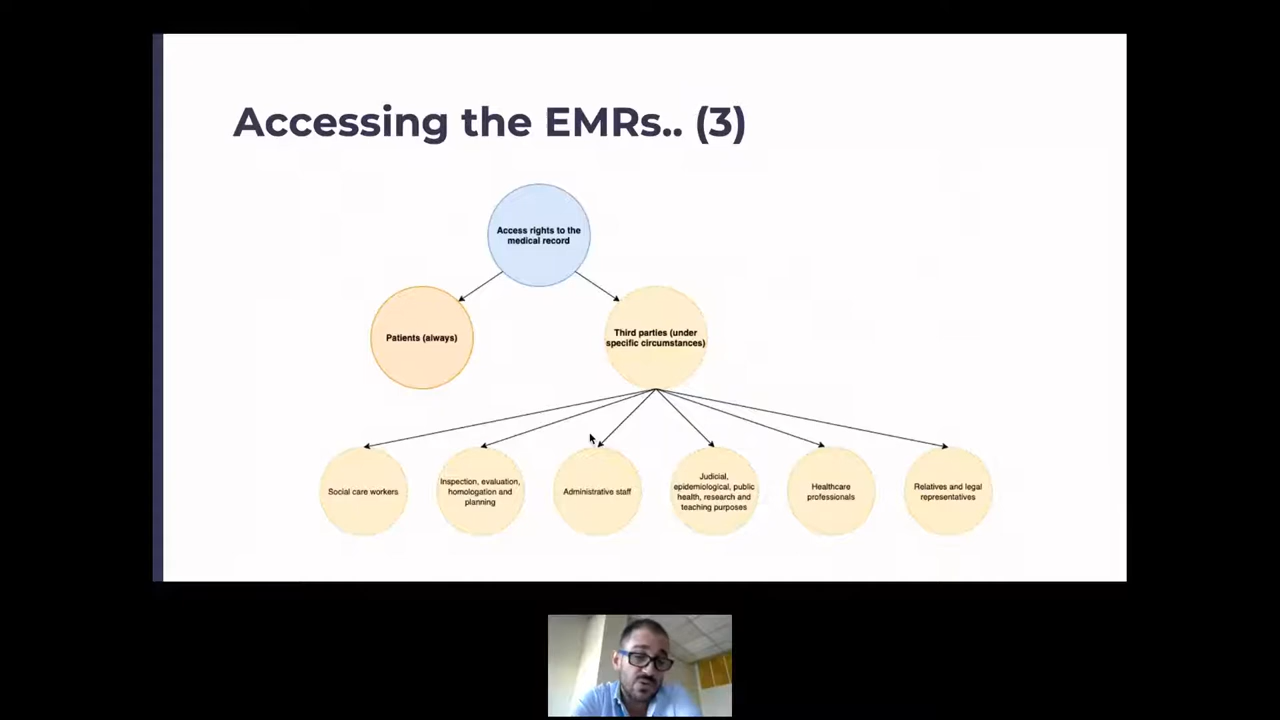 Accessing the EMRs.. (3)
Access rights to the
medical record
Patients (always)
Third parties (under
specific circumstances)
Social care workers
Inspection, evaluation,
homologation and
planning
Administrative staff
Judicial,
epidemiological, public
health, research and
teaching purposes
Healthcare
professionals
Relatives and legal
representatives